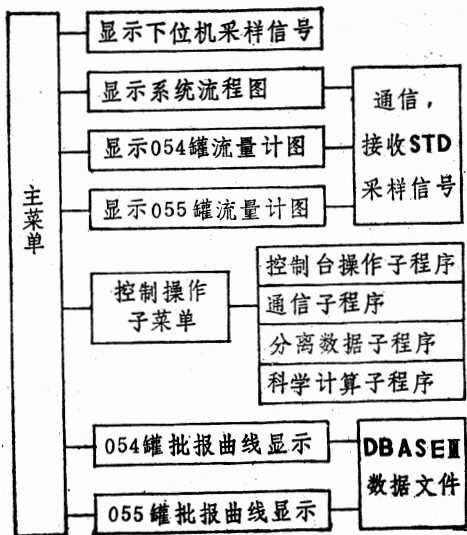 主菜单
显示下位机采样信号
显示系统流程图
显示054罐流量计图
显示055罐流量计图
通信，
接收STD
采样信号
控制操作
子菜单
控制台操作子程序
通信子程序
分离数据子程序
科学计算子程序
054罐批报曲线显示
055罐批报曲线显示
DBASEⅢ
数据文件